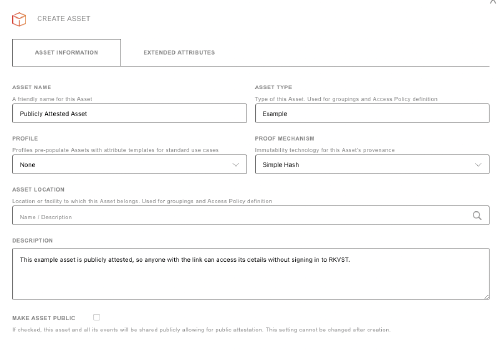 CREATE ASSET
ASSET INFORMATION
EXTENDED ATTRIBUTES
ASSET NAME
A friendly name for this Asset
Publicly Attested Asset
ASSET TYPE
Type of this Asset. Used for groupings and Access Policy definition
Example
PROFILE
Profiles pre-populate Assets with attribute templates for standard use cases
None
PROOF MECHANISM
Immutability technology for this Asset's provenance
Simple Hash
ASSET LOCATION
Location or facility to which this Asset belongs. Used for groupings and Access Policy definition
Name / Description
DESCRIPTION
This example asset is publicly attested, so anyone with the link can access its details without signing in to RKVST.
MAKE ASSET PUBLIC
If checked, this asset and all its events will be shared publicly allowing for public attestation. This setting cannot be changed after creation.